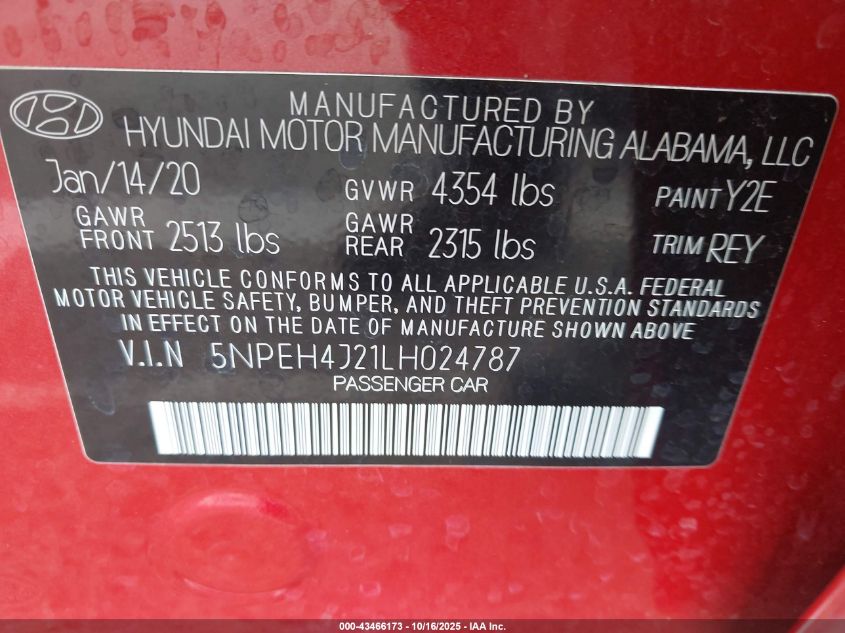 MANUFACTURED BY
HYUNDAI MOTOR MANUFACTURING ALABAMA, LLC
Jan/14/20 GVWR 4354 lbs PAINT Y2E
GAWR FRONT 2513 lbs GAWR REAR 2315 lbs TRIM REY
THIS VEHICLE CONFORMS TO ALL APPLICABLE U.S.A. FEDERAL
MOTOR VEHICLE SAFETY, BUMPER, AND THEFT PREVENTION STANDARDS
IN EFFECT ON THE DATE OF MANUFACTURE SHOWN ABOVE
V.I.N 5NPEH4J21LH024787
PASSENGER CAR
000-43466173 - 10/16/2025 - IAA Inc.